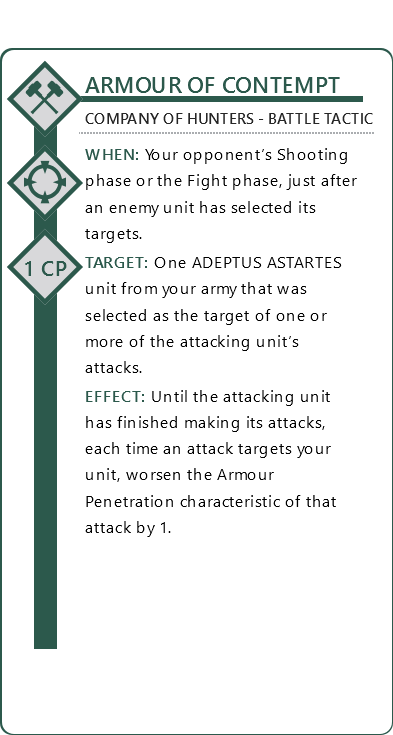 ARMOUR OF CONTEMPT
COMPANY OF HUNTERS - BATTLE TACTIC
WHEN: Your opponent's Shooting
phase or the Fight phase, just after
an enemy unit has selected its
targets.
1 CP
TARGET: One ADEPTUS ASTARTES
unit from your army that was
selected as the target of one or
more of the attacking unit's
attacks.
EFFECT: Until the attacking unit
has finished making its attacks,
each time an attack targets your
unit, worsen the Armour
Penetration characteristic of that
attack by 1.